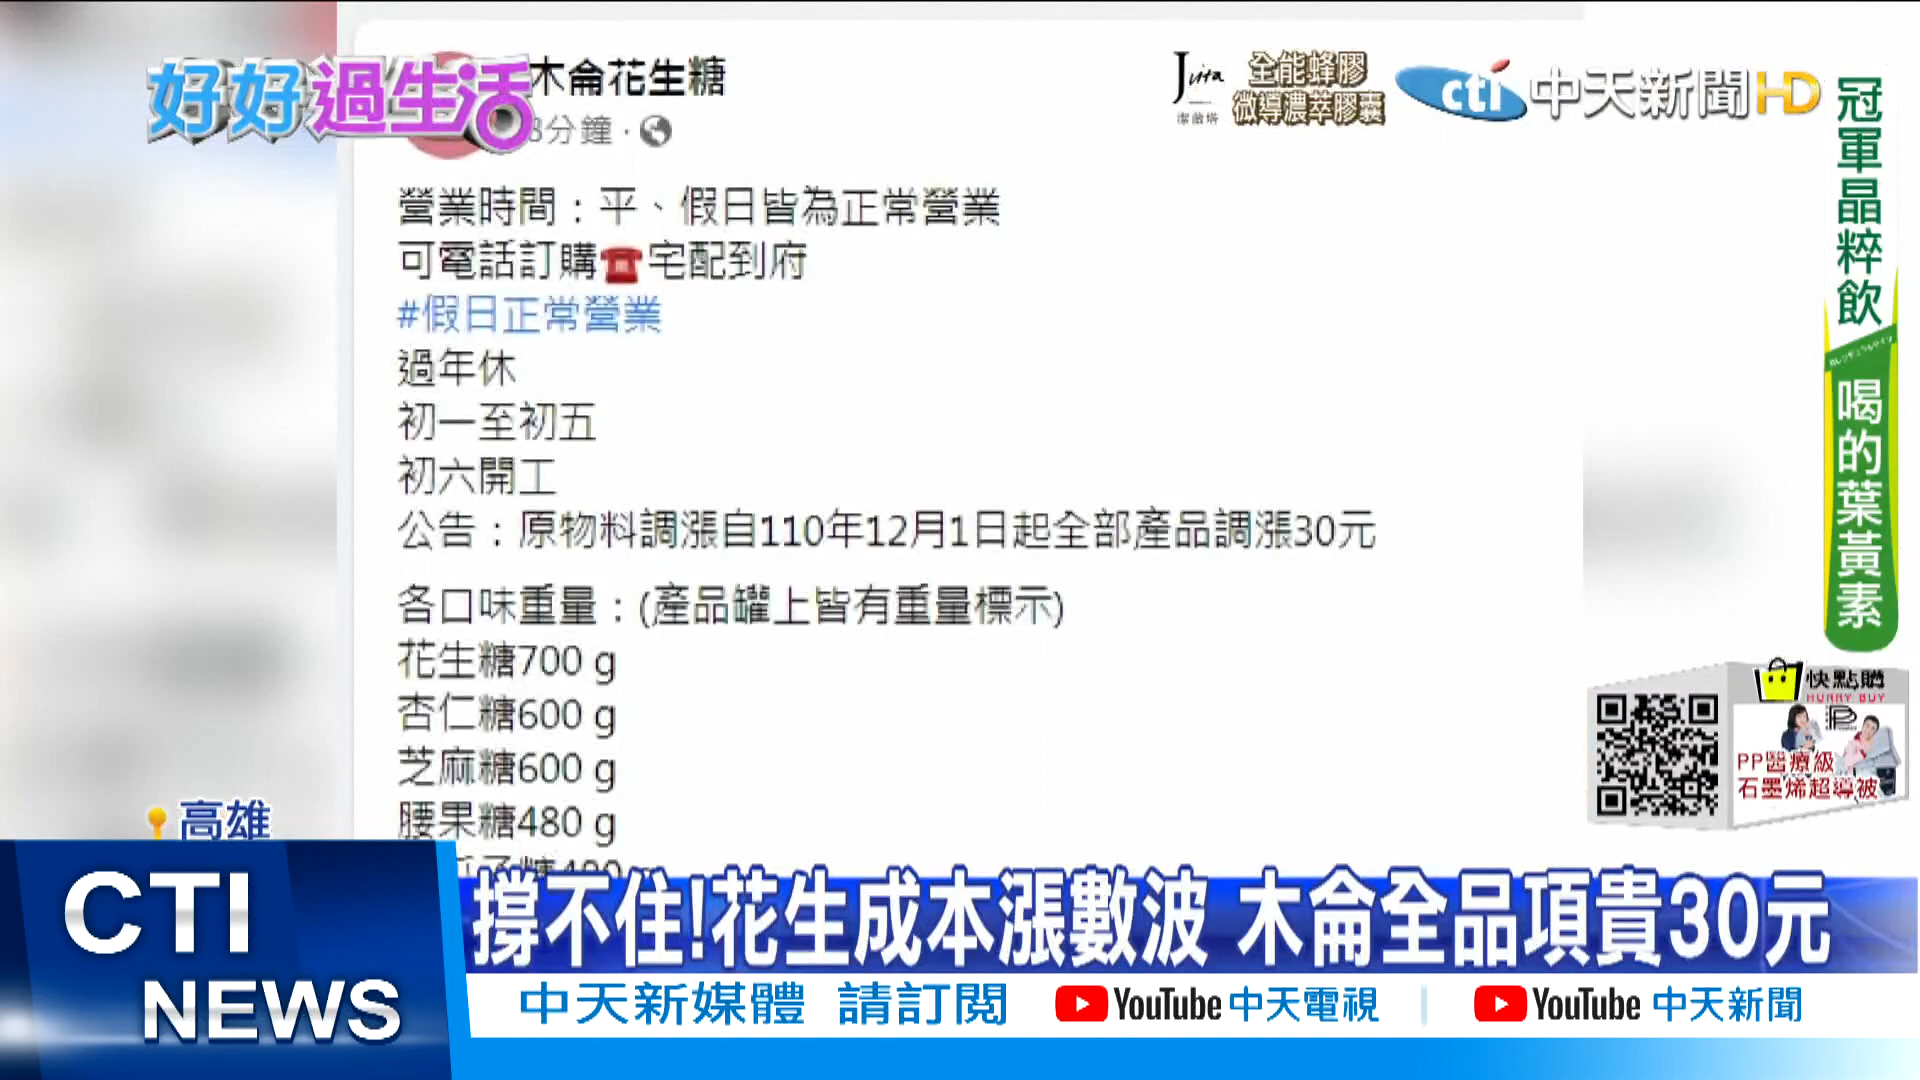 好好過生活
木侖花生糖
8分鐘 ·
Jvita
潔薇塔
全能蜂膠
微導濃萃膠囊
cti 中天新聞HD
冠軍晶粹飲
喝的葉黃素
營業時間：平、假日皆為正常營業
可電話訂購☎️宅配到府
#假日正常營業
過年休
初一至初五
初六開工
公告：原物料調漲自110年12月1日起全部產品調漲30元
各口味重量：(產品罐上皆有重量標示)
花生糖700 g
杏仁糖600 g
芝麻糖600 g
腰果糖480 g
快點購
HURRY BUY
PP醫療級
石墨烯超導被
高雄
CTI
NEWS
撐不住!花生成本漲數波 木侖全品項貴30元
中天新媒體 請訂閱 YouTube 中天電視 | YouTube 中天新聞